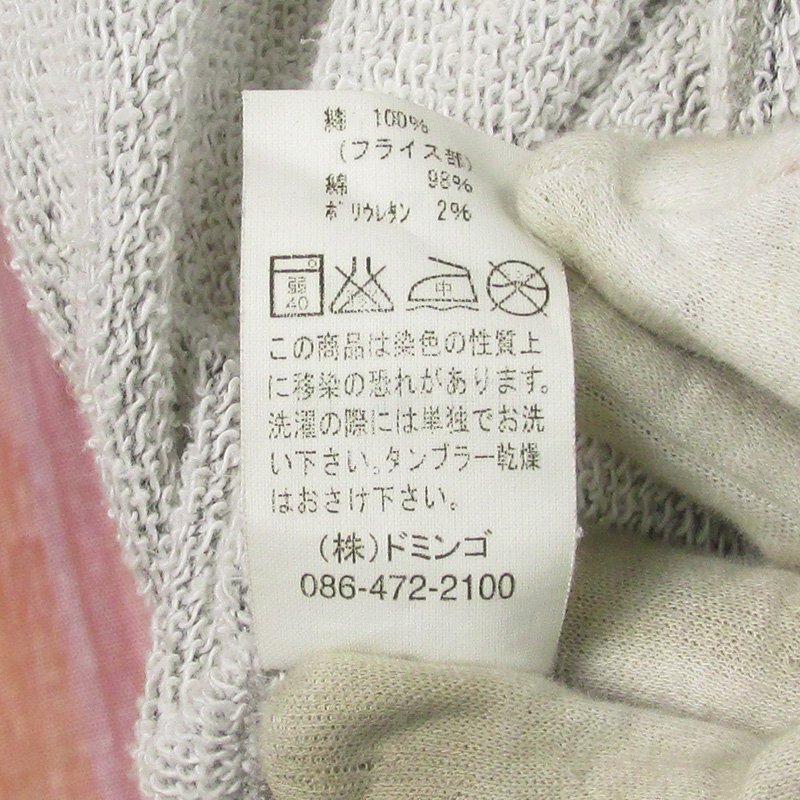 綿 100%
(フライス部)
綿 98%
ポリウレタン 2%
弱
40
中
この商品は染色の性質上
に移染の恐れがあります。
洗濯の際には単独でお洗
い下さい。タンブラー乾燥
はおさけ下さい。
(株)ドミンゴ
086-472-2100